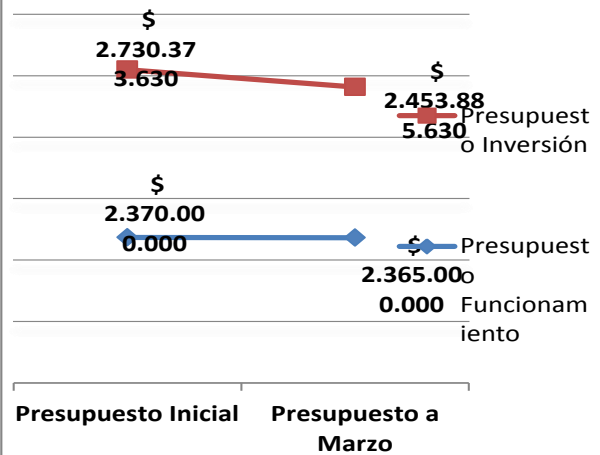 $
2.730.37
3.630
$
2.453.88
5.630
Presupuest
o Inversión
$
2.370.00
0.000
$
2.365.00
0.000
Presupuest
o
Funcionam
iento
Presupuesto Inicial
Presupuesto a
Marzo